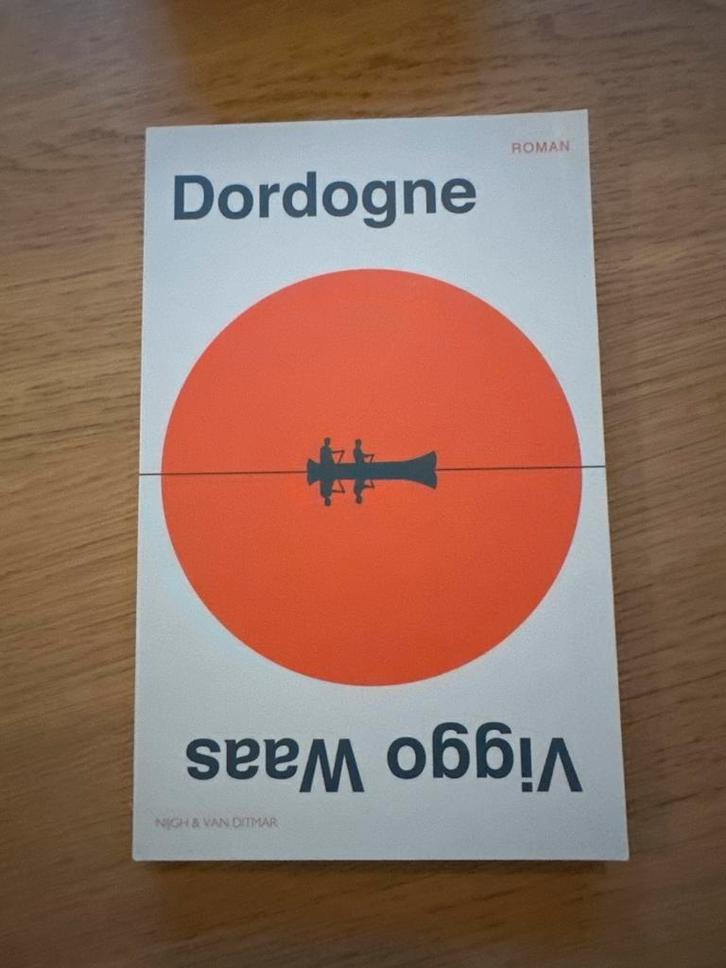 ROMAN
Dordogne
Viggo Waas
NIJGH & VAN DITMAR